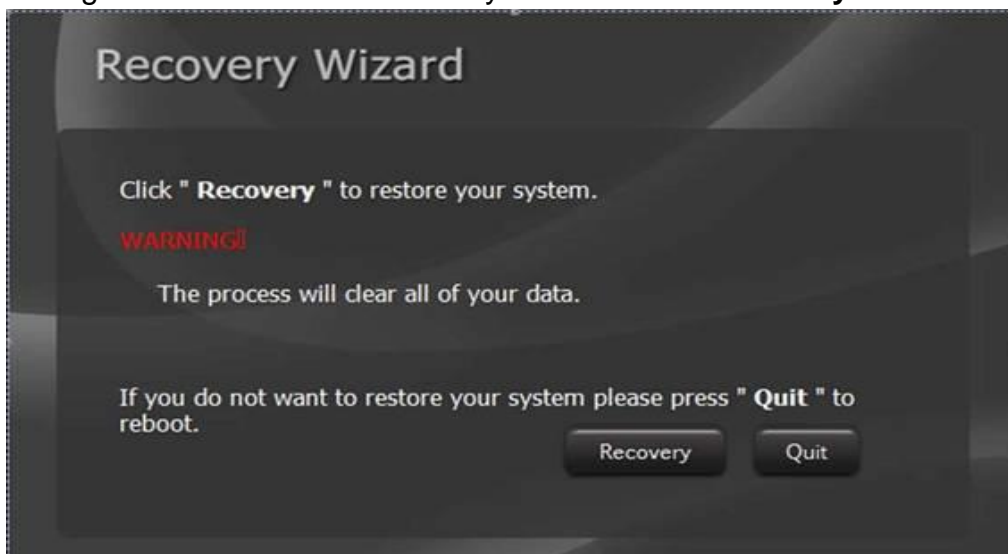 Recovery Wizard
Click " Recovery " to restore your system.
WARNING
The process will clear all of your data.
If you do not want to restore your system please press " Quit " to
reboot.
Recovery Quit